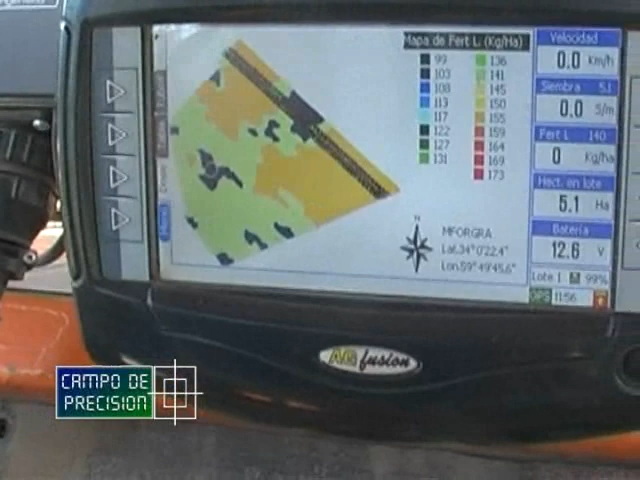 Mapa de Fert L (Kg/Ha)
99 136
103 141
108 145
113 150
117 155
122 159
127 164
131 169
173
MFORGRA
Lat.34°0'22.4"
Lon.59°49'45.6"
N
Velocidad
0.0 Km/h
Siembra 5.1
0.0 S/m
Fert L 140
0 Kg/ha
Hect. en lote
5.1 Ha
Bateria
12.6 V
Lote 1 99%
GPS 11:56
AG fusion
CAMPO DE
PRECISION